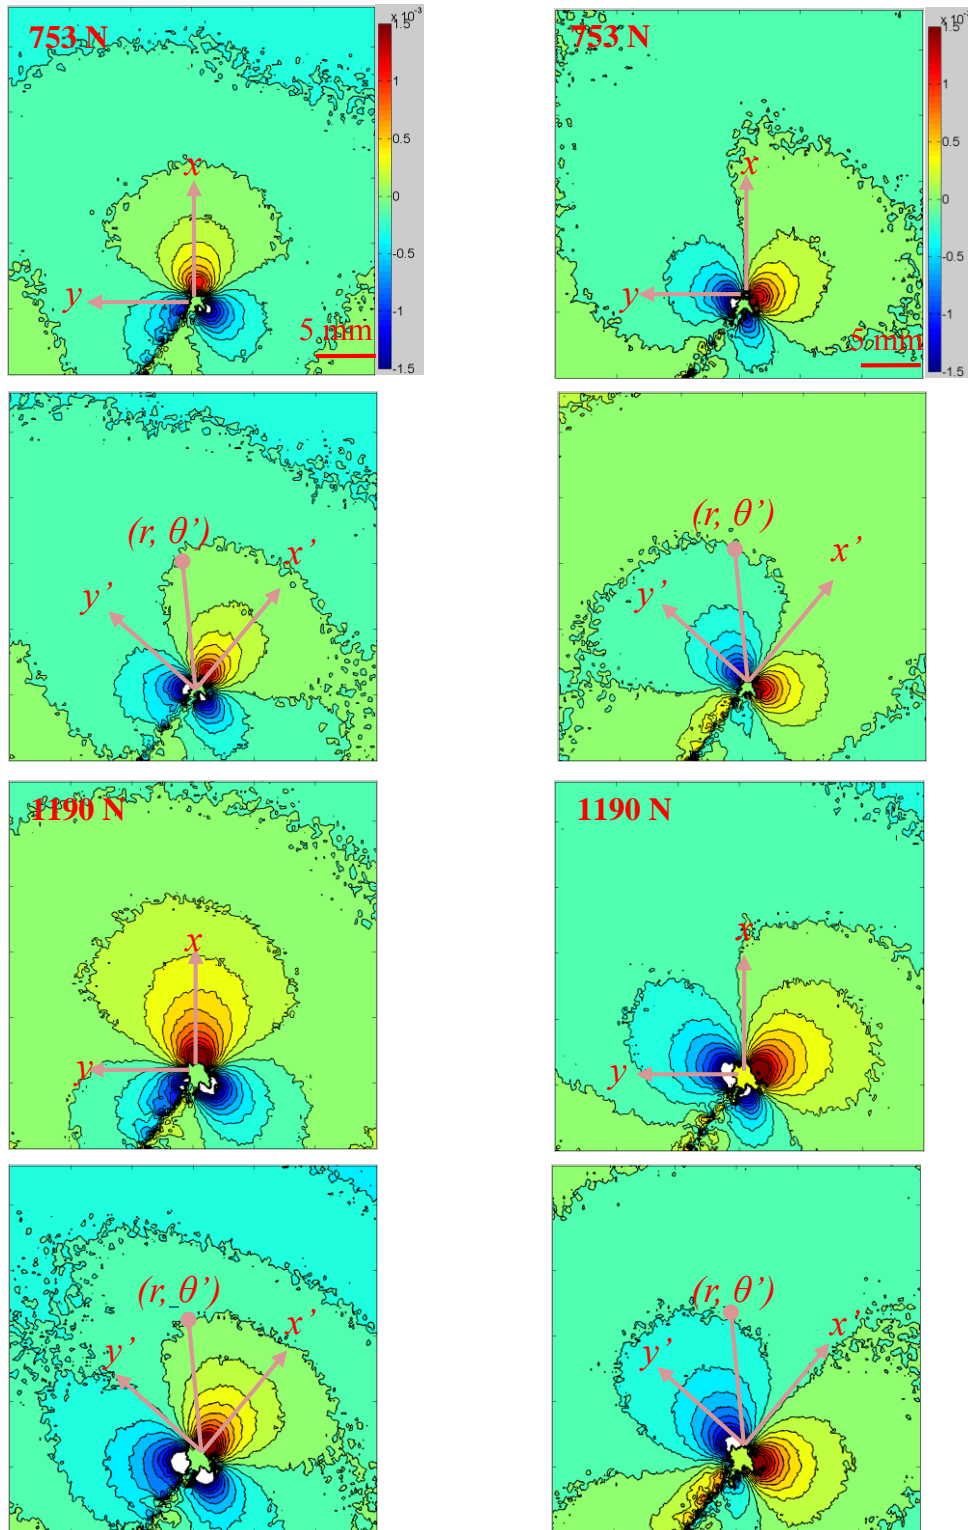 753 N
x 10⁻³
1.5
1
0.5
0
-0.5
-1
-1.5
x
y
5 mm
753 N
x 10⁻³
1.5
1
0.5
0
-0.5
-1
-1.5
x
y
5 mm
(r, θ’)
x’
y’
(r, θ’)
x’
y’
1190 N
x
y
1190 N
x
y
(r, θ’)
x’
y’
(r, θ’)
x’
y’